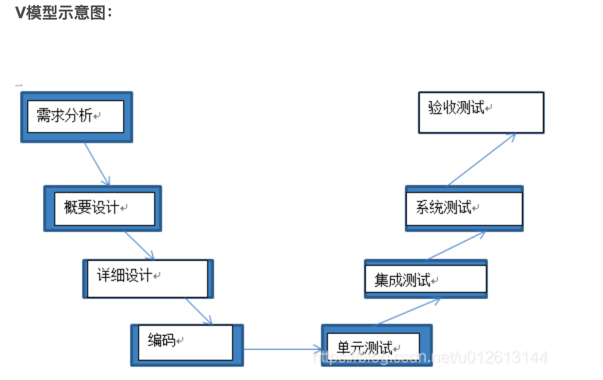 V模型示意图：
需求分析
验收测试
概要设计
系统测试
详细设计
集成测试
编码
单元测试
https://blog.csdn.net/u012613144